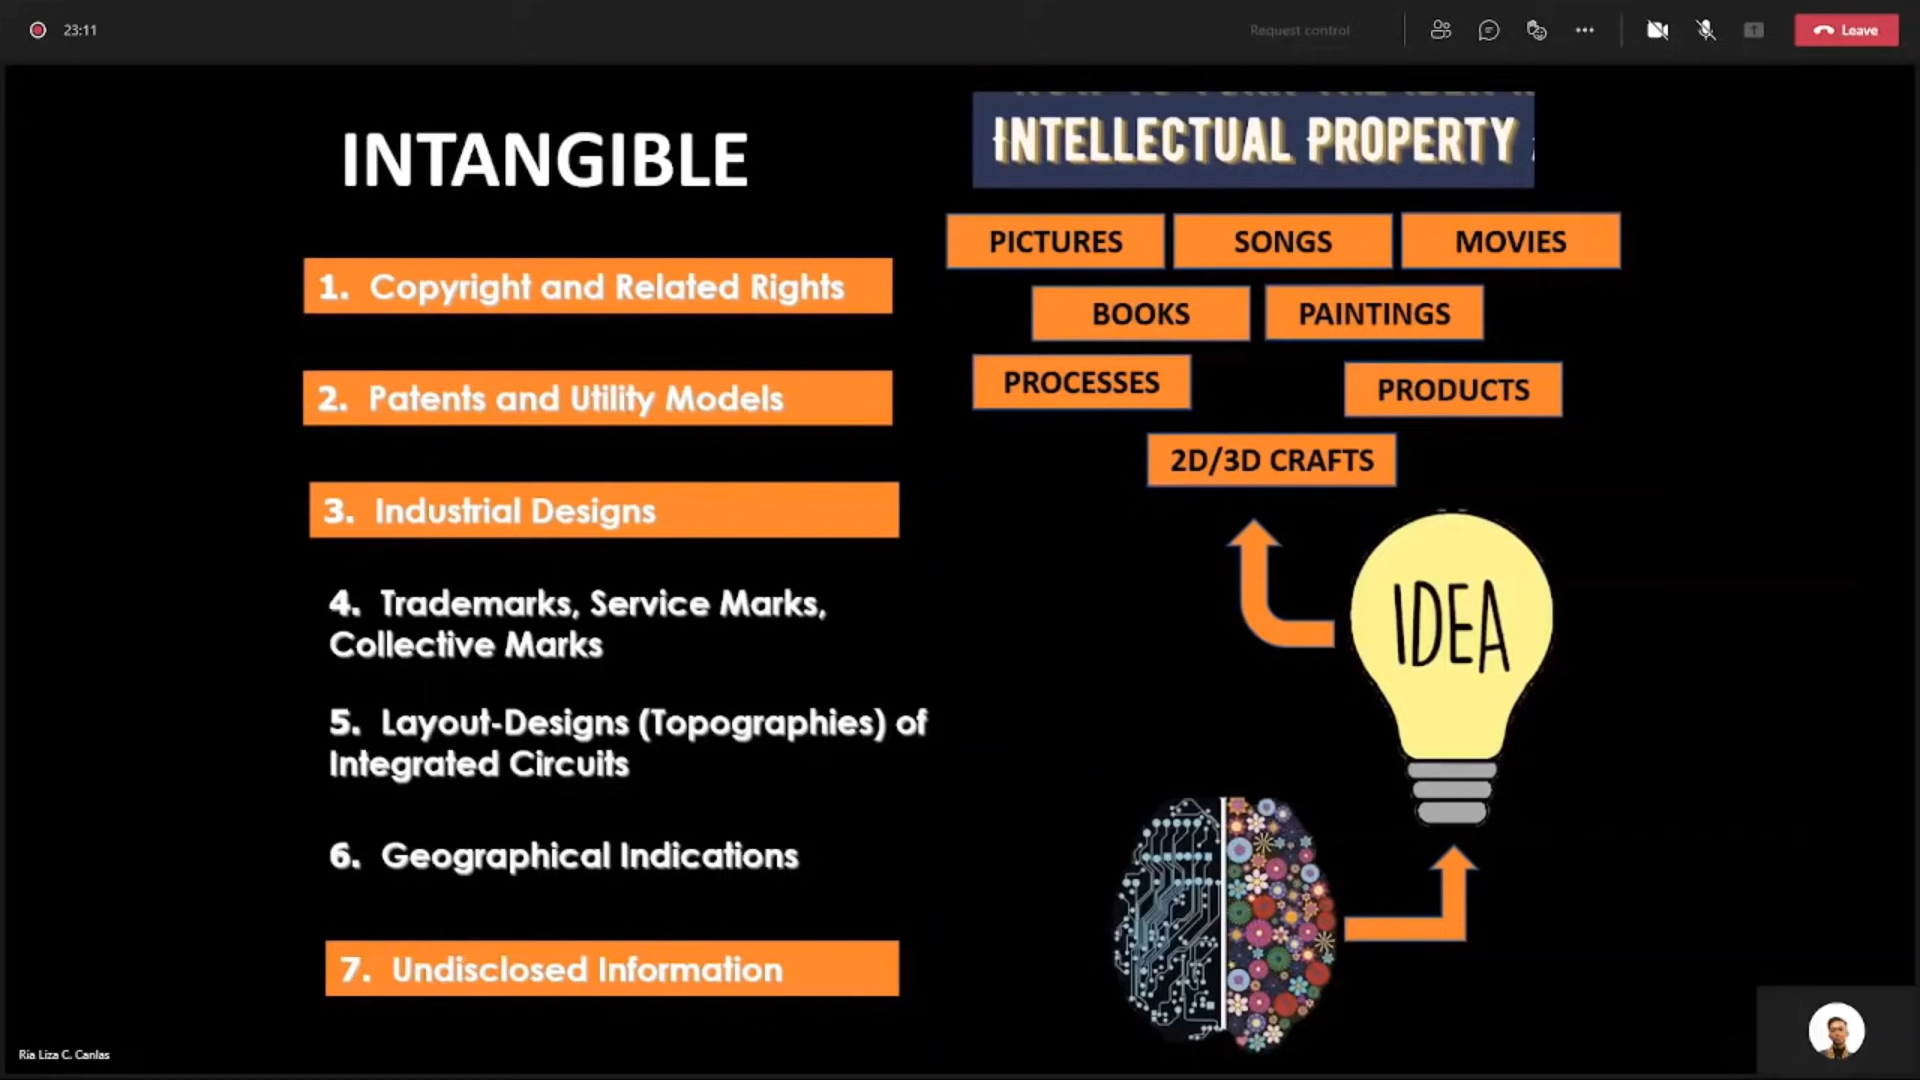 23:11
Request control
Leave
INTANGIBLE
1. Copyright and Related Rights
2. Patents and Utility Models
3. Industrial Designs
4. Trademarks, Service Marks,
Collective Marks
5. Layout-Designs (Topographies) of
Integrated Circuits
6. Geographical Indications
7. Undisclosed Information
INTELLECTUAL PROPERTY
PICTURES SONGS MOVIES
BOOKS PAINTINGS
PROCESSES PRODUCTS
2D/3D CRAFTS
IDEA
Ria Liza C. Canlas